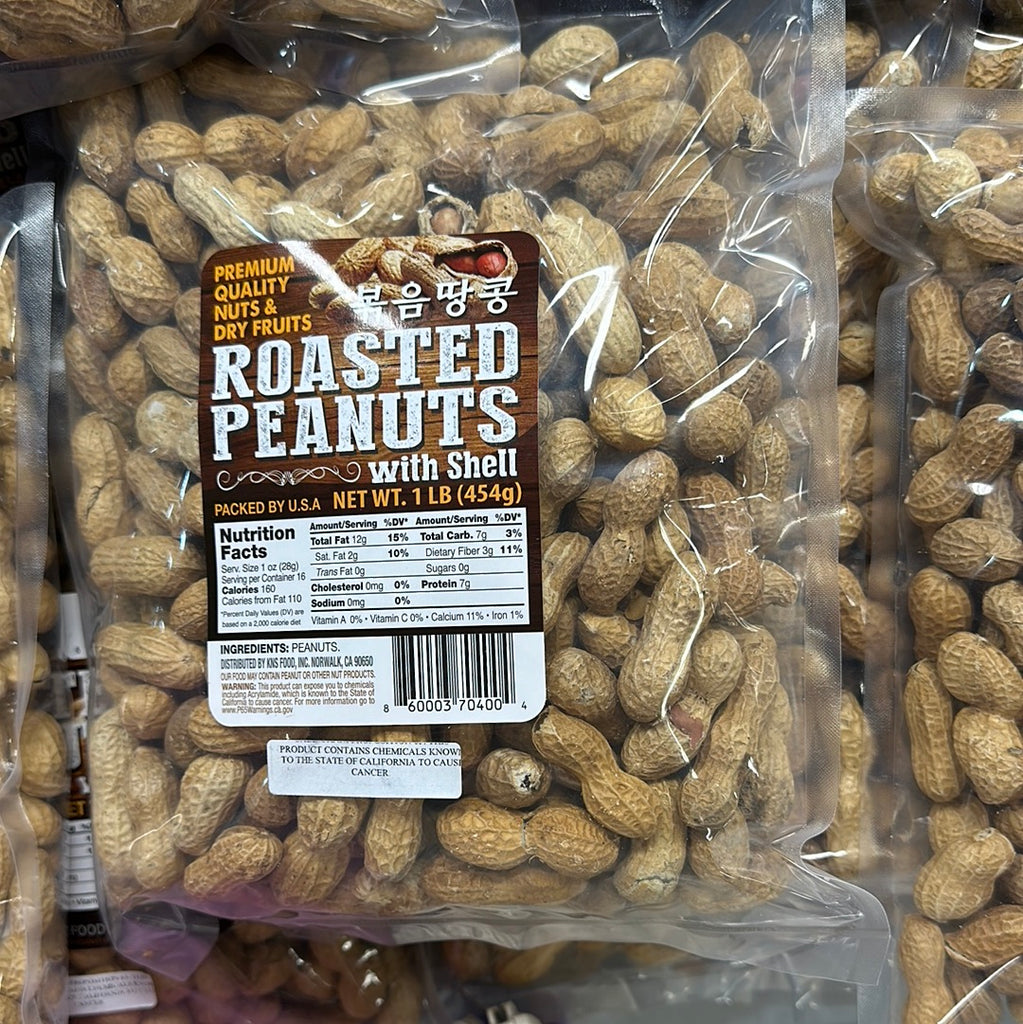 PREMIUM
QUALITY
NUTS &
DRY FRUITS
볶음땅콩
ROASTED
PEANUTS
with Shell
PACKED BY U.S.A NET WT. 1 LB (454g)
Nutrition
Facts
Serv. Size 1 oz (28g)
Serving per Container 16
Calories 160
Calories from Fat 110
*Percent Daily Values (DV) are
based on a 2,000 calorie diet
Amount/Serving %DV* Amount/Serving %DV*
Total Fat 12g 15% Total Carb. 7g 3%
Sat. Fat 2g 10% Dietary Fiber 3g 11%
Trans Fat 0g Sugars 0g
Cholesterol 0mg 0% Protein 7g
Sodium 0mg 0%
Vitamin A 0% • Vitamin C 0% • Calcium 11% • Iron 1%
INGREDIENTS: PEANUTS.
DISTRIBUTED BY KNS FOOD, INC. NORWALK, CA 90650
OUR FOOD MAY CONTAIN PEANUT OR OTHER NUT PRODUCTS.
WARNING: This product can expose you to chemicals
including Acrylamide, which is known to the State of
California to cause cancer. For more information go to
www.P65Warnings.ca.gov
8 60003 70400 4
PRODUCT CONTAINS CHEMICALS KNOWN
TO THE STATE OF CALIFORNIA TO CAUSE
CANCER
FOOD